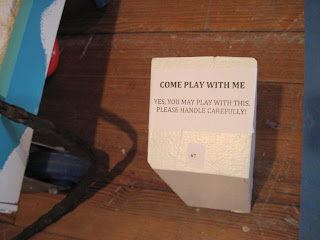 COME PLAY WITH ME
YES, YOU MAY PLAY WITH THIS.
PLEASE HANDLE CAREFULLY!
67